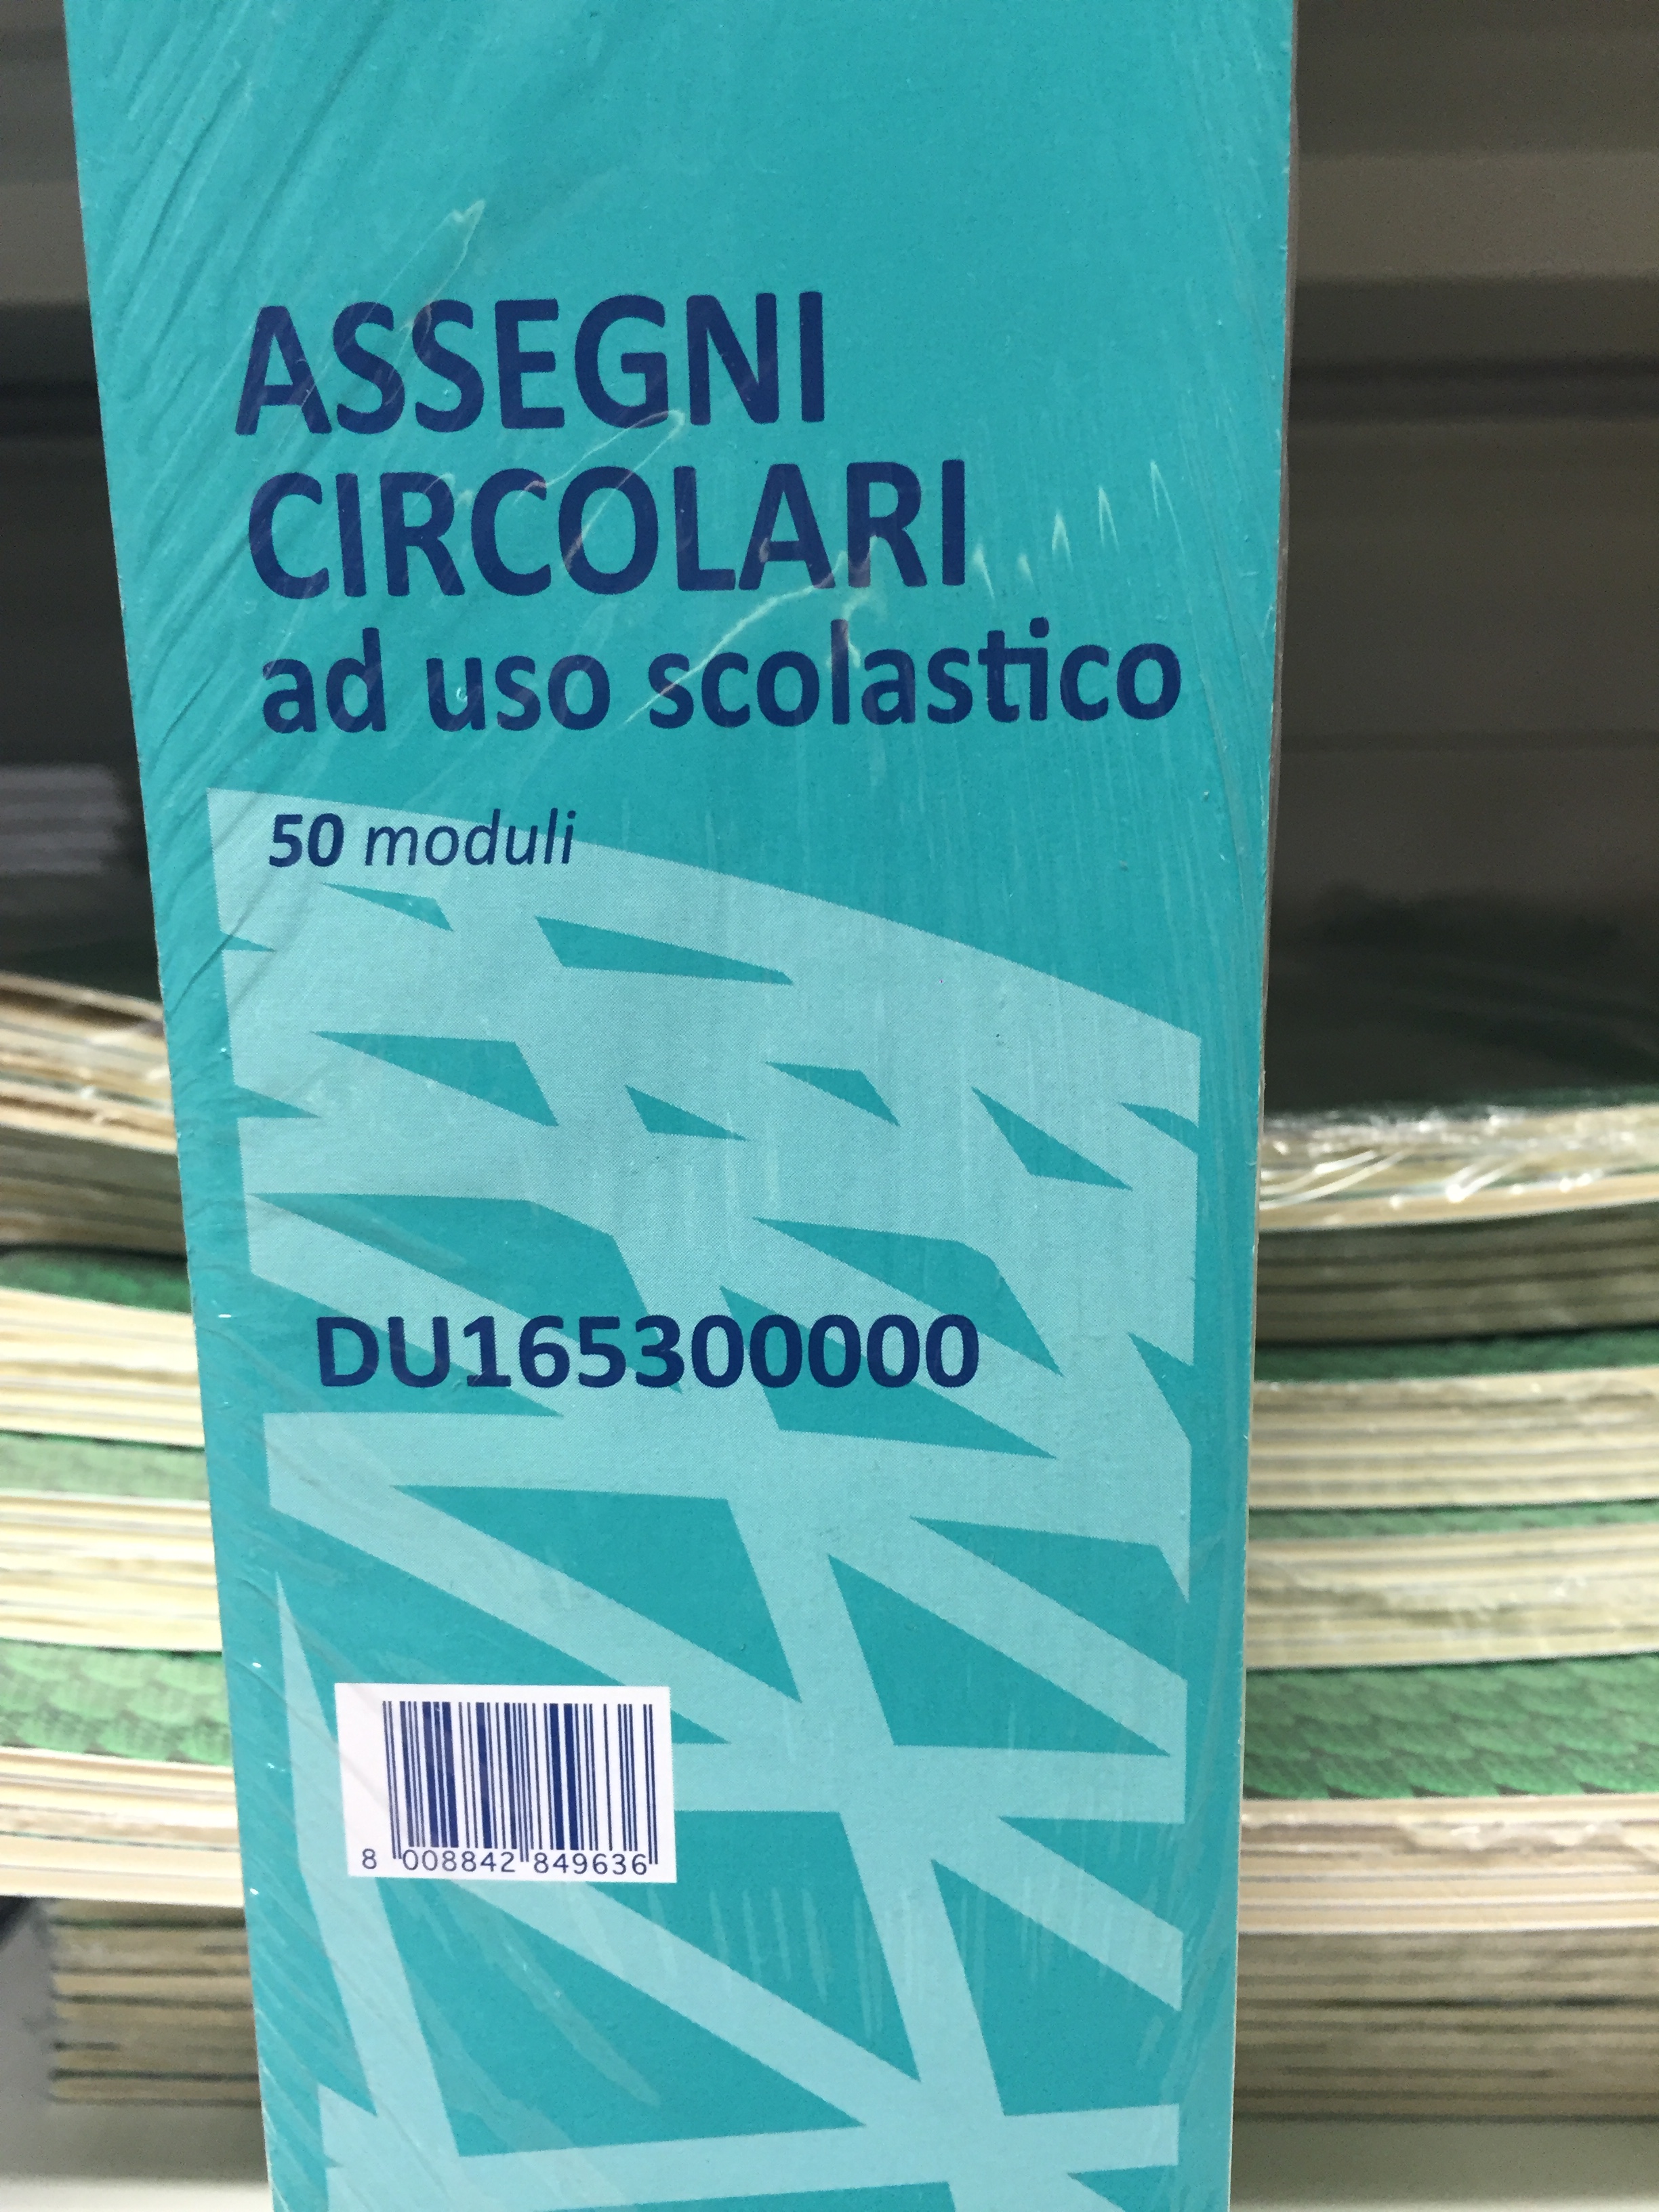 ASSEGNI
CIRCOLARI
ad uso scolastico
50 moduli
DU165300000
8 008842 849636